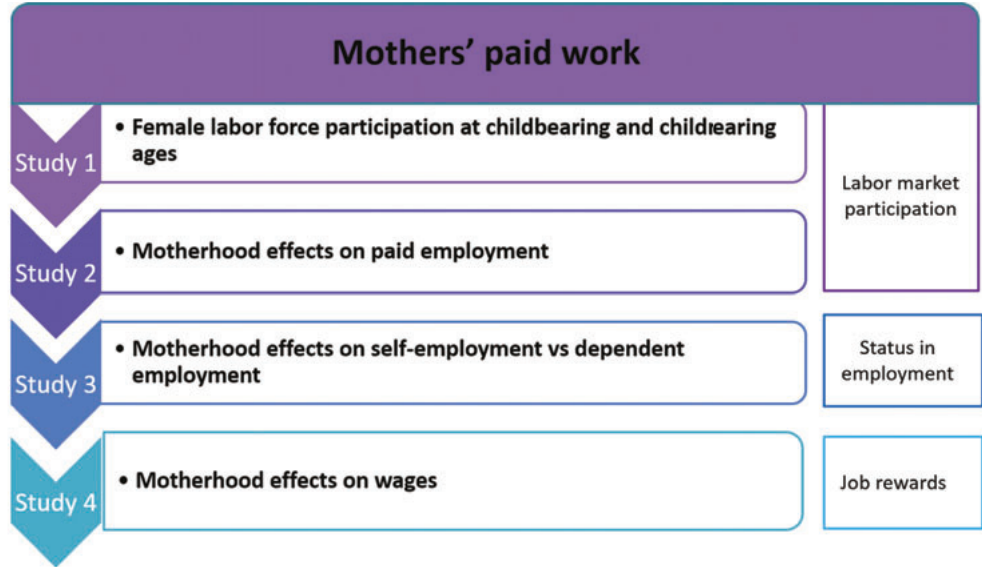 Mothers’ paid work
Study 1
• Female labor force participation at childbearing and childrearing
ages
Labor market
participation
Study 2
• Motherhood effects on paid employment
Study 3
• Motherhood effects on self-employment vs dependent
employment
Status in
employment
Study 4
• Motherhood effects on wages
Job rewards